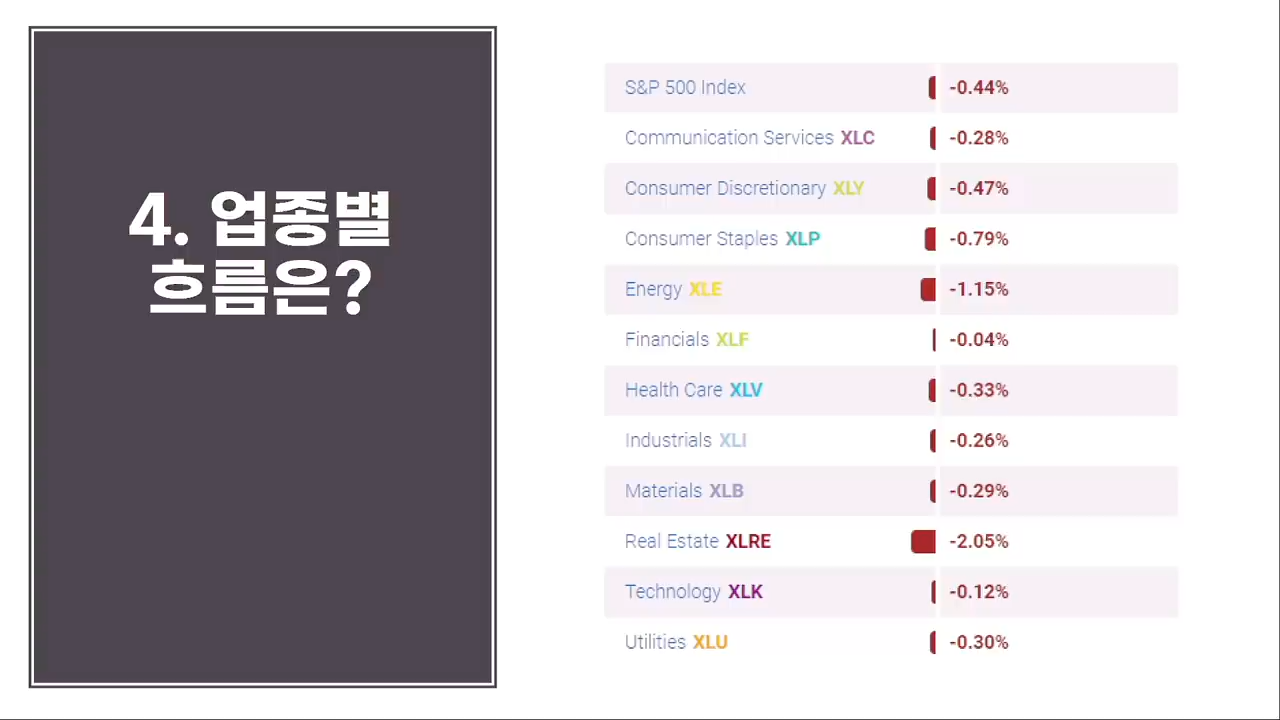 4. 업종별
흐름은?
S&P 500 Index -0.44%
Communication Services XLC -0.28%
Consumer Discretionary XLY -0.47%
Consumer Staples XLP -0.79%
Energy XLE -1.15%
Financials XLF -0.04%
Health Care XLV -0.33%
Industrials XLI -0.26%
Materials XLB -0.29%
Real Estate XLRE -2.05%
Technology XLK -0.12%
Utilities XLU -0.30%